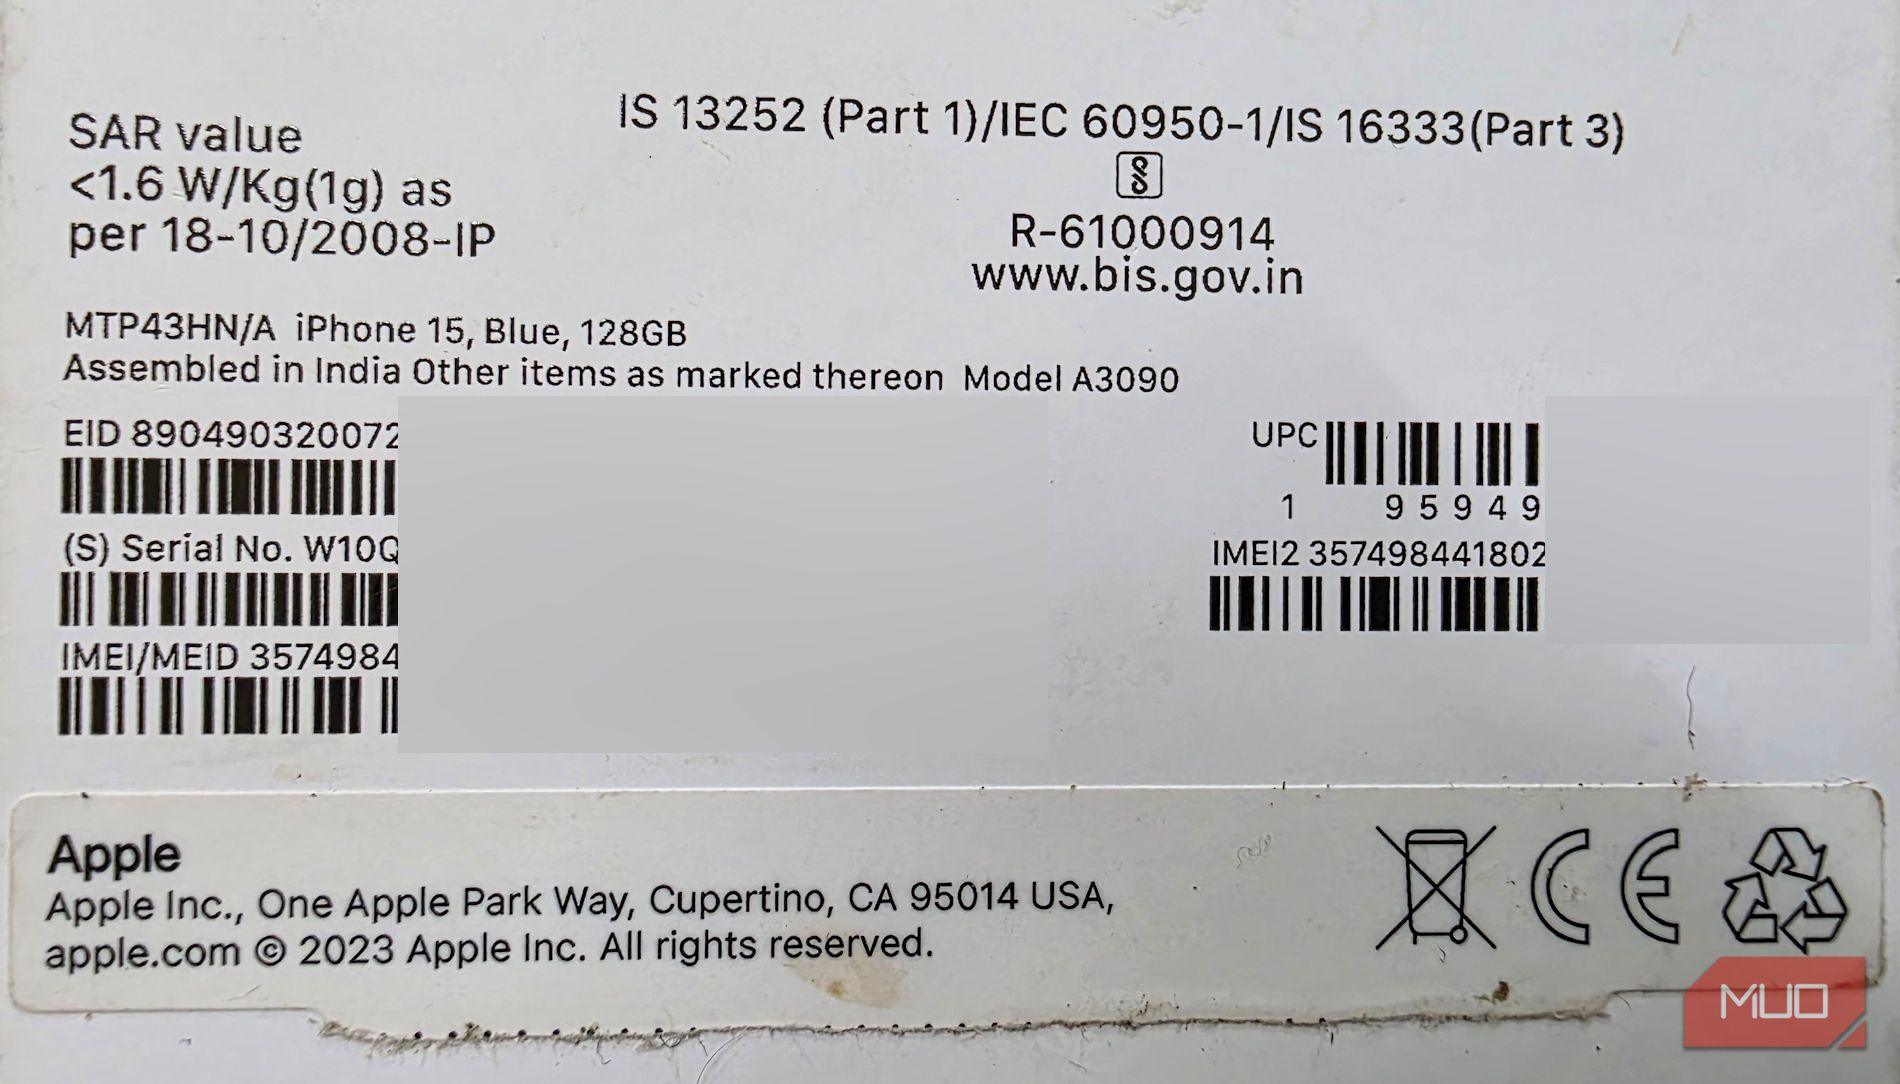 SAR value
<1.6 W/Kg(1g) as
per 18-10/2008-IP
IS 13252 (Part 1)/IEC 60950-1/IS 16333(Part 3)
R-61000914
www.bis.gov.in
MTP43HN/A iPhone 15, Blue, 128GB
Assembled in India Other items as marked thereon Model A3090
EID 890490320072
(S) Serial No. W10Q
IMEI/MEID 3574984
UPC
1 95949
IMEI2 357498441802
Apple
Apple Inc., One Apple Park Way, Cupertino, CA 95014 USA,
apple.com © 2023 Apple Inc. All rights reserved.
CE
MUO